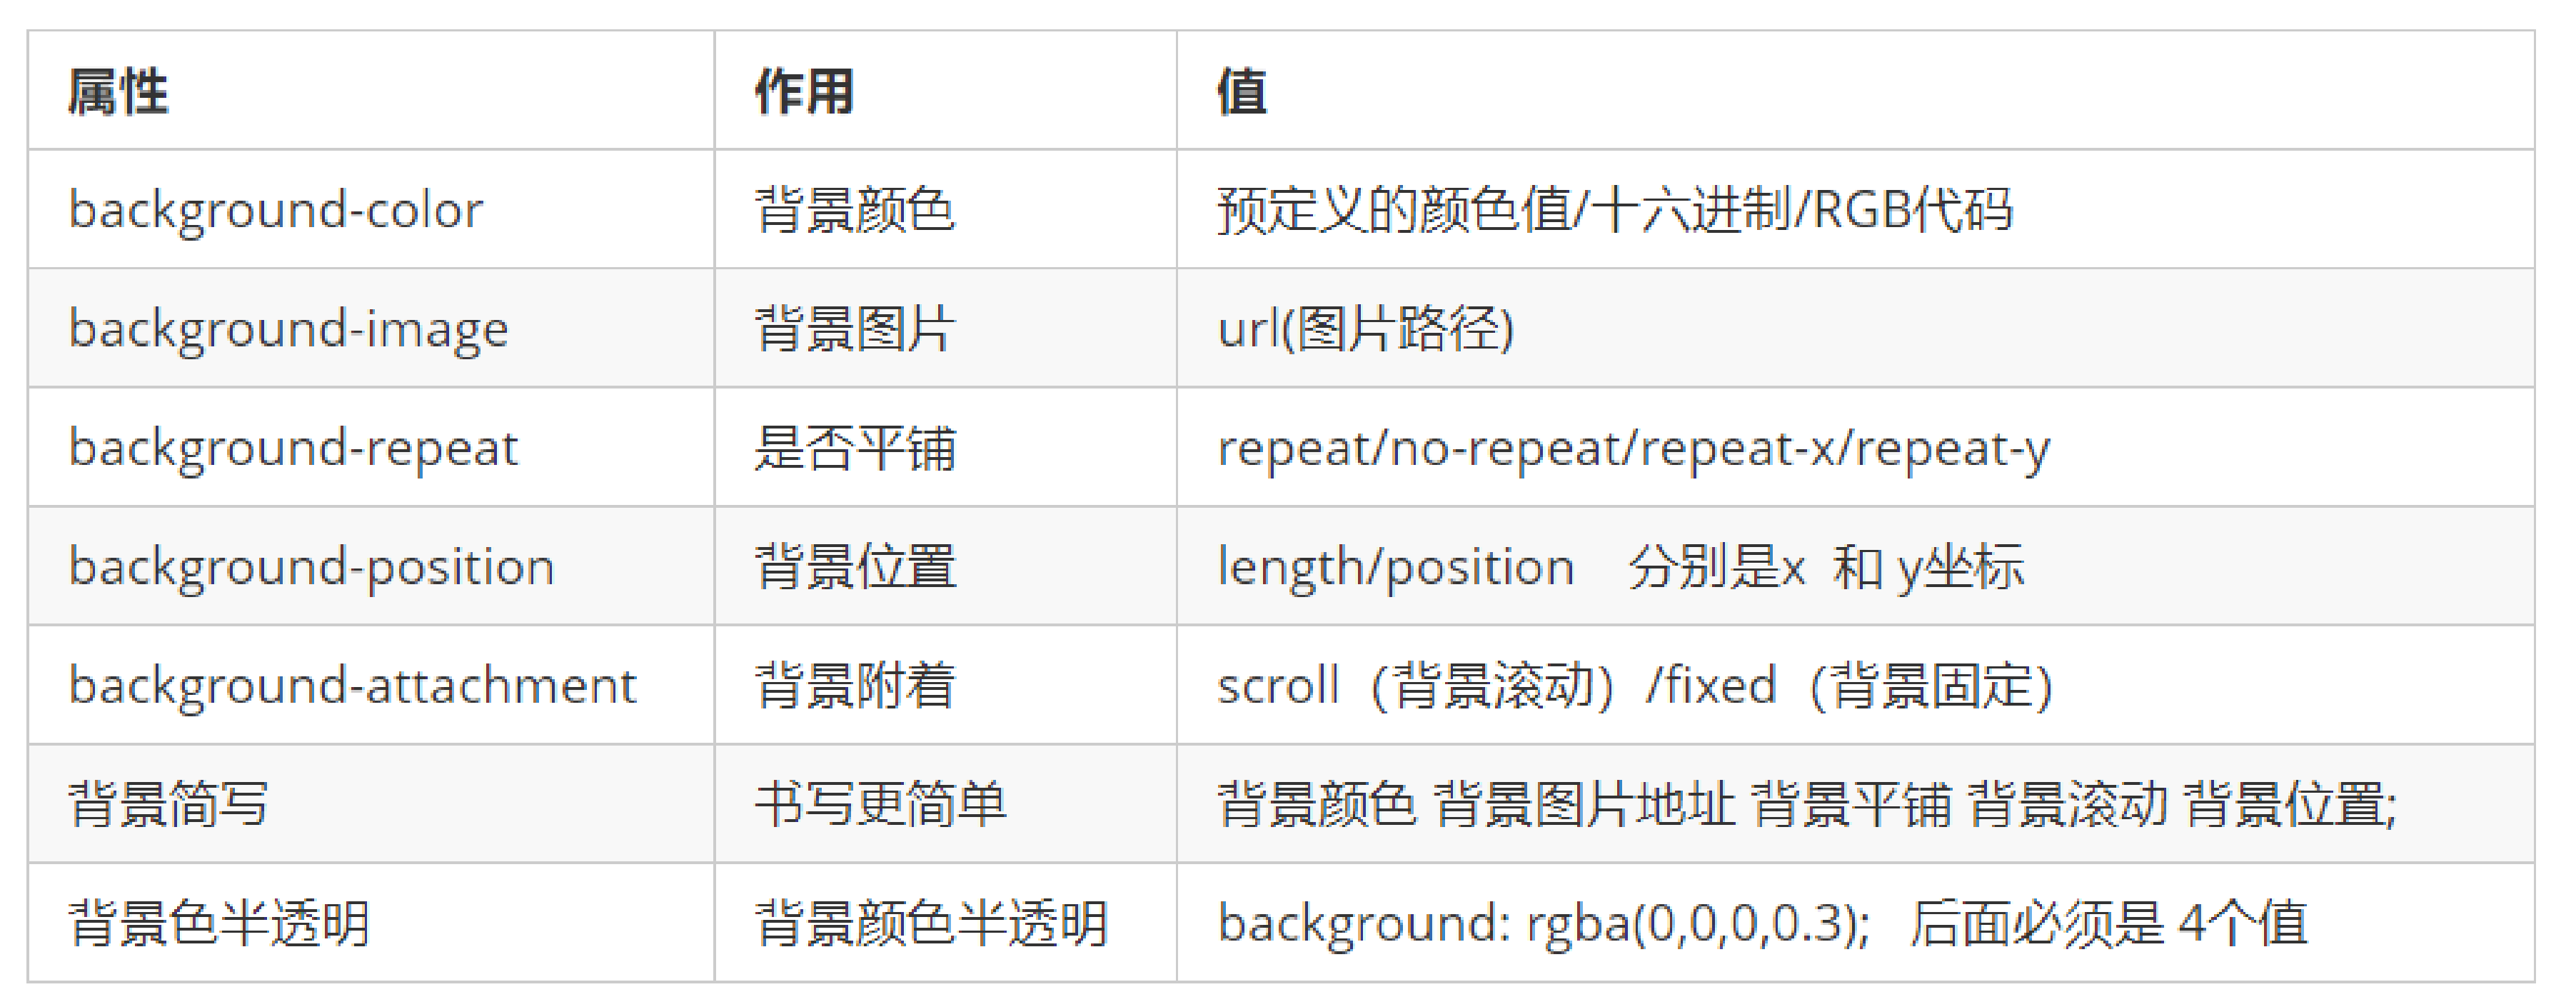 属性 作用 值
background-color 背景颜色 预定义的颜色值/十六进制/RGB代码
background-image 背景图片 url(图片路径)
background-repeat 是否平铺 repeat/no-repeat/repeat-x/repeat-y
background-position 背景位置 length/position 分别是x 和 y坐标
background-attachment 背景附着 scroll（背景滚动）/fixed（背景固定）
背景简写 书写更简单 背景颜色 背景图片地址 背景平铺 背景滚动 背景位置;
背景色半透明 背景颜色半透明 background: rgba(0,0,0,0.3); 后面必须是 4个值